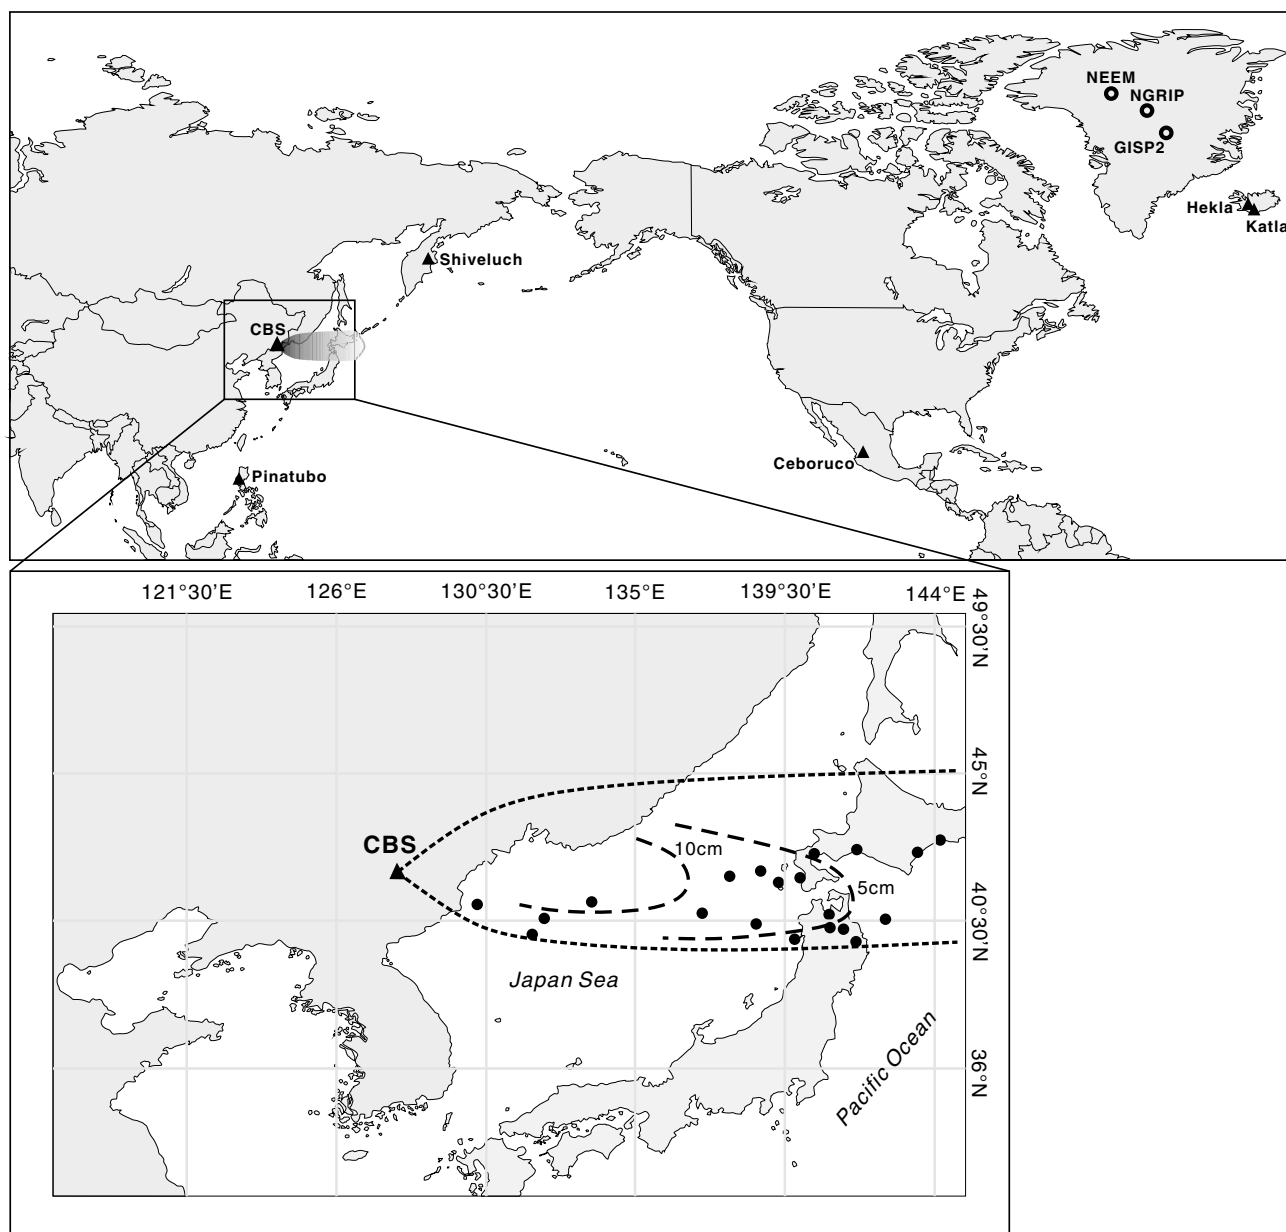 NEEM
NGRIP
GISP2
Hekla
Katla
Shiveluch
CBS
Ceboruco
Pinatubo
121°30'E 126°E 130°30'E 135°E 139°30'E 144°E
49°30'N
45°N
CBS
10cm
5cm
40°30'N
Japan Sea
36°N
Pacific Ocean